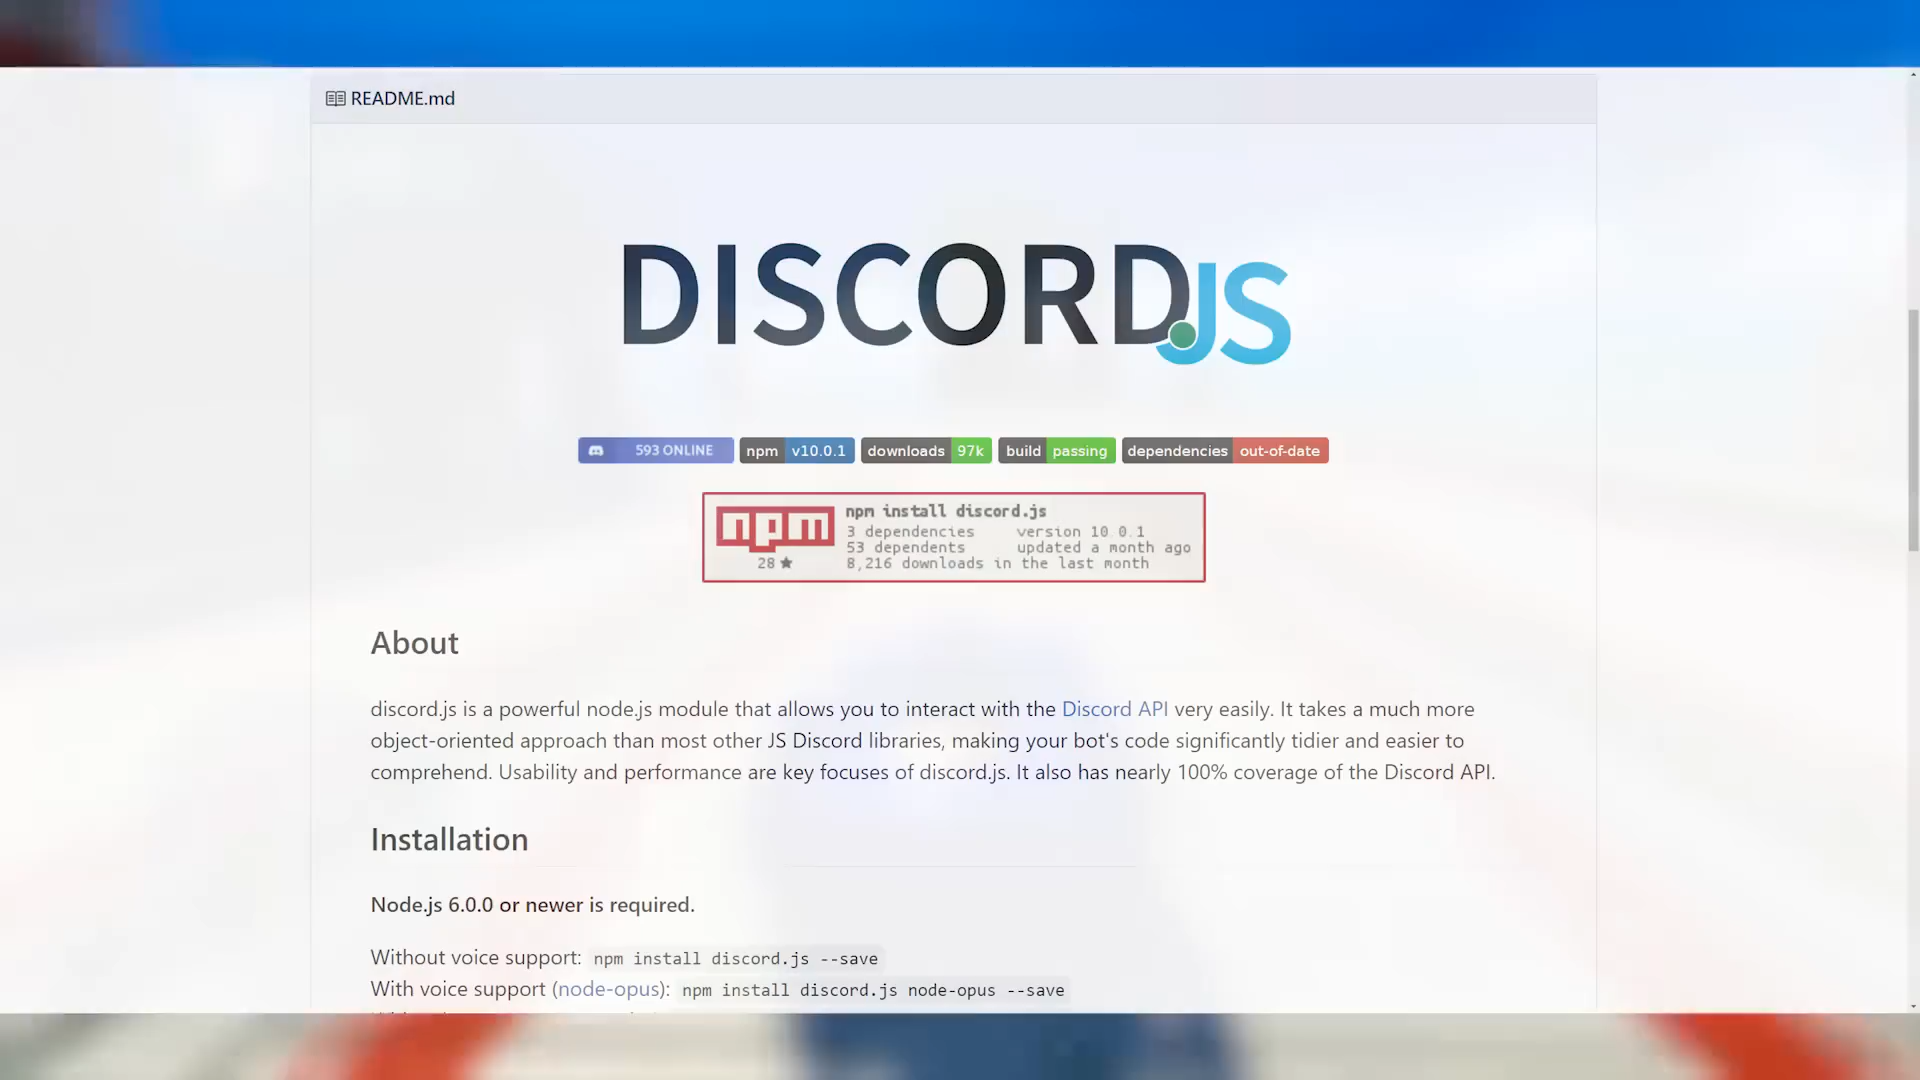 README.md
DISCORD.JS
593 ONLINE npm v10.0.1 downloads 97k build passing dependencies out-of-date
npm install discord.js
npm
3 dependencies version 10.0.1
53 dependents updated a month ago
28 ★ 8,216 downloads in the last month
About
discord.js is a powerful node.js module that allows you to interact with the Discord API very easily. It takes a much more
object-oriented approach than most other JS Discord libraries, making your bot's code significantly tidier and easier to
comprehend. Usability and performance are key focuses of discord.js. It also has nearly 100% coverage of the Discord API.
Installation
Node.js 6.0.0 or newer is required.
Without voice support: npm install discord.js --save
With voice support (node-opus): npm install discord.js node-opus --save